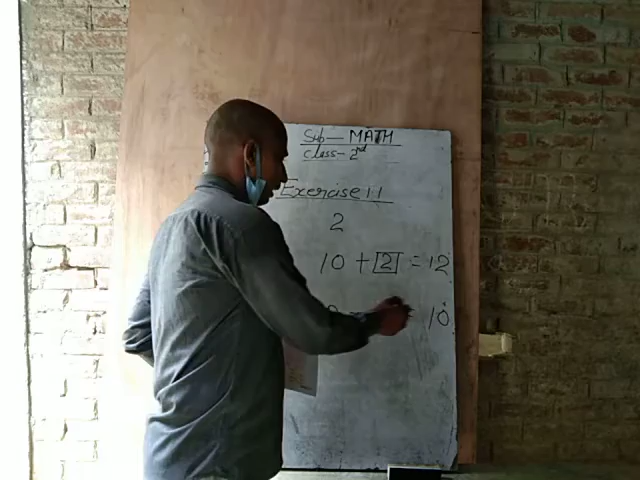 Sub— MATH
Class- 2nd
Exercise 11
2
10 + 2 = 12
10